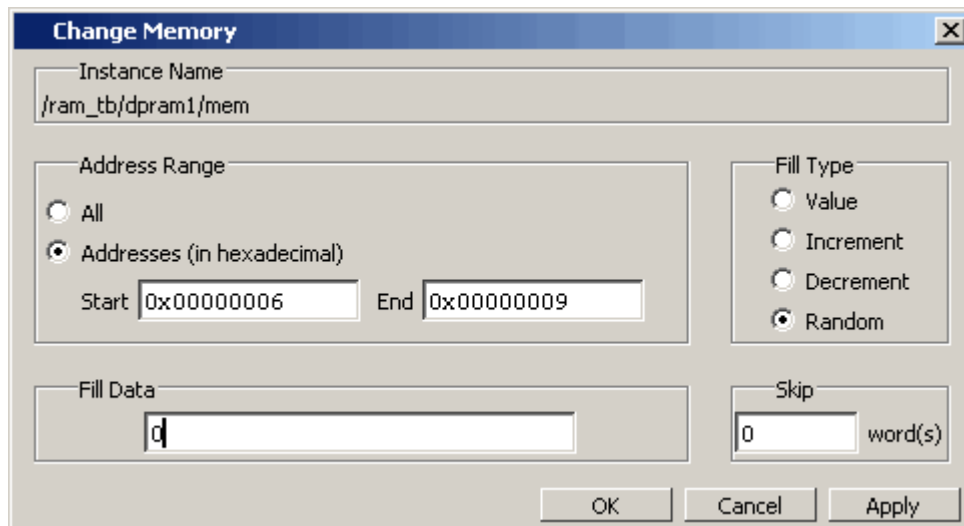 Change Memory
Instance Name
/ram_tb/dpram1/mem
Address Range
All
Addresses (in hexadecimal)
Start 0x00000006 End 0x00000009
Fill Type
Value
Increment
Decrement
Random
Fill Data
0
Skip
0 word(s)
OK Cancel Apply